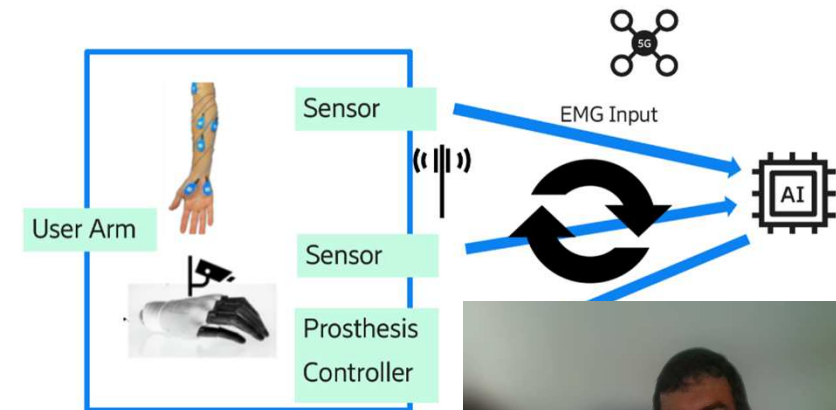 5G
Sensor
EMG Input
AI
User Arm
Sensor
Prosthesis
Controller